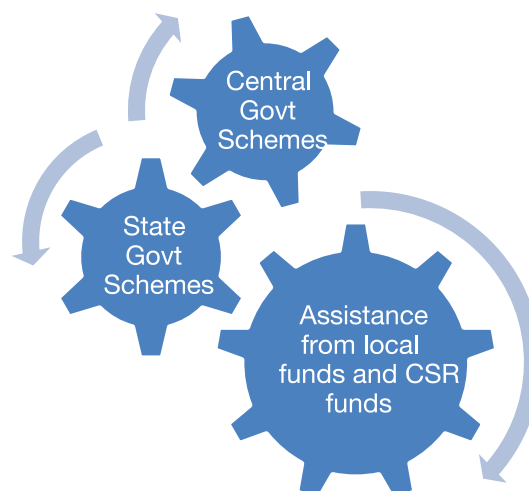 Central
Govt
Schemes
State
Govt
Schemes
Assistance
from local
funds and CSR
funds